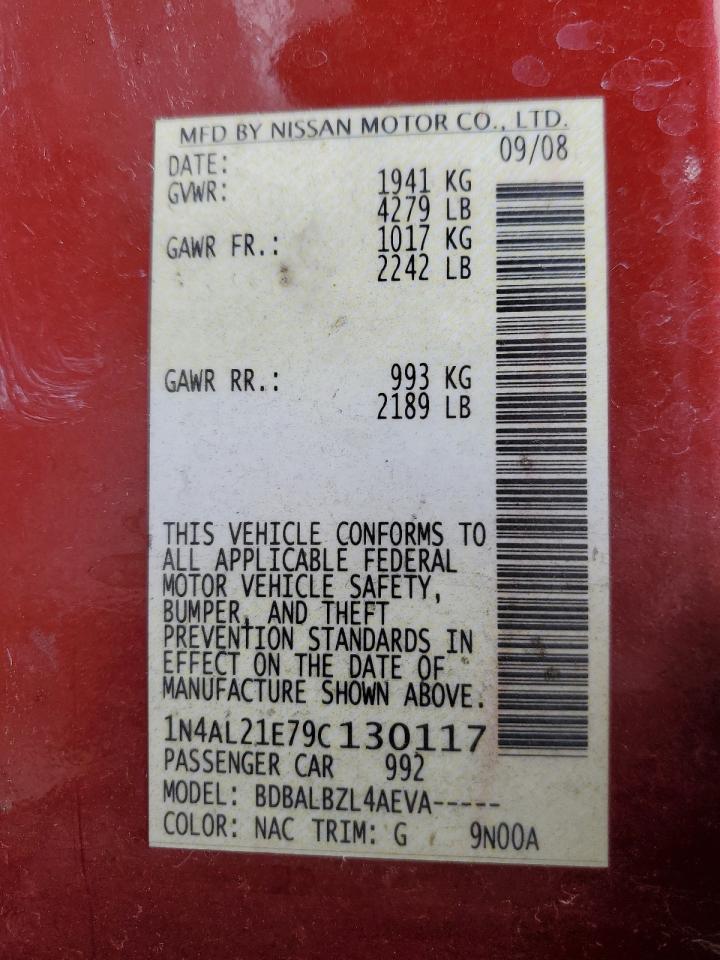 MFD BY NISSAN MOTOR CO., LTD.
DATE: 09/08
GVWR: 1941 KG
4279 LB
GAWR FR.: 1017 KG
2242 LB
GAWR RR.: 993 KG
2189 LB
THIS VEHICLE CONFORMS TO
ALL APPLICABLE FEDERAL
MOTOR VEHICLE SAFETY,
BUMPER, AND THEFT
PREVENTION STANDARDS IN
EFFECT ON THE DATE OF
MANUFACTURE SHOWN ABOVE.
1N4AL21E79C130117
PASSENGER CAR 992
MODEL: BDBALBZL4AEVA-----
COLOR: NAC TRIM: G 9N00A